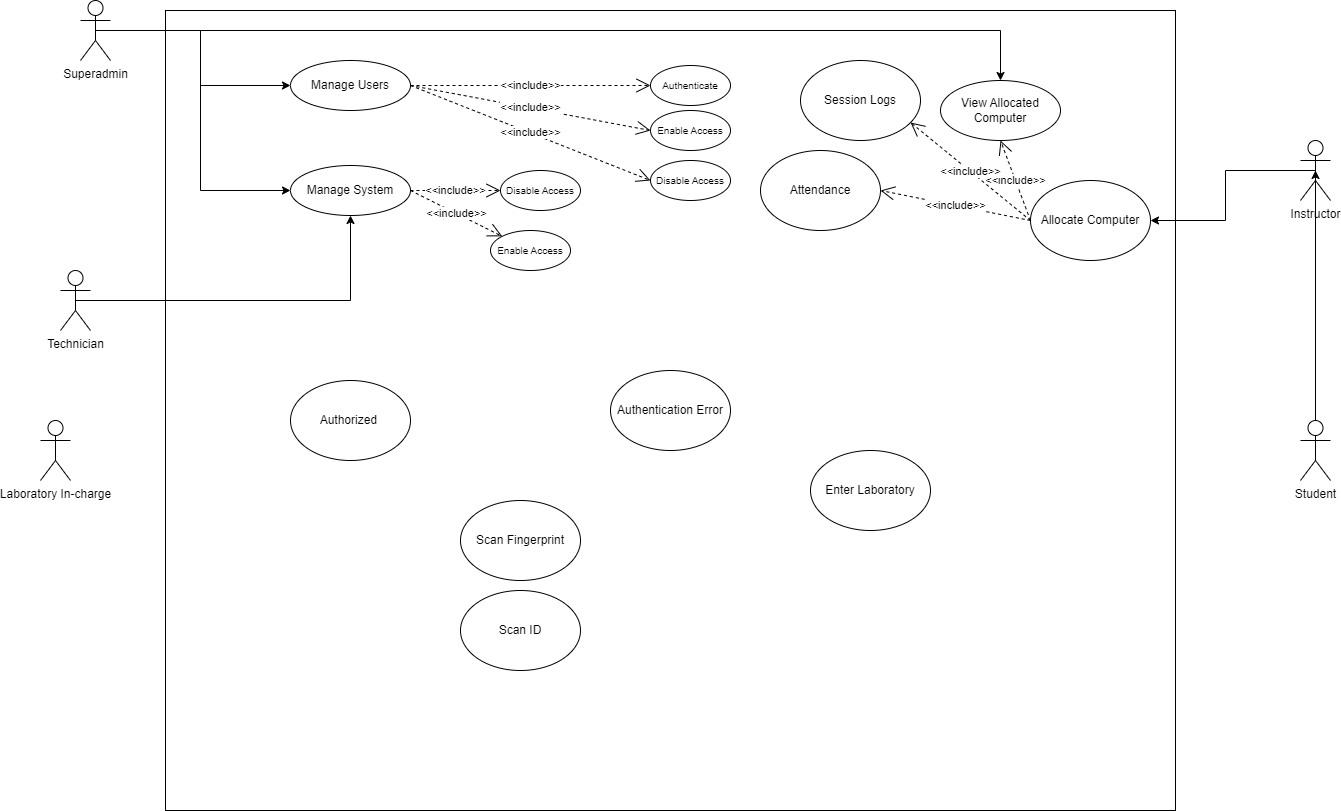 Superadmin
Manage Users
<<include>>
Authenticate
<<include>>
Enable Access
<<include>>
Disable Access
Session Logs
View Allocated
Computer
Manage System
<<include>>
Disable Access
<<include>>
Enable Access
Attendance
<<include>>
<<include>>
<<include>>
Allocate Computer
Instructor
Technician
Authorized
Authentication Error
Laboratory In-charge
Enter Laboratory
Student
Scan Fingerprint
Scan ID